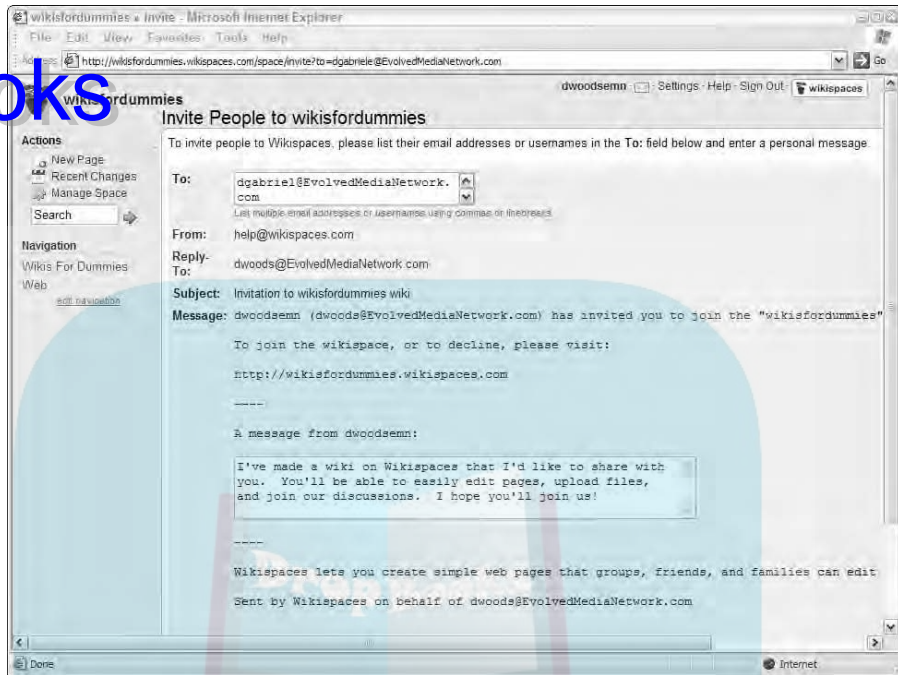 wikisfordummies » Invite - Microsoft Internet Explorer
File Edit View Favorites Tools Help
Address http://wikisfordummies.wikispaces.com/space/invite?to=dgabriele@EvolvedMediaNetwork.com Go
oks
dwoodsemn Settings · Help · Sign Out wikispaces
wikisfordummies
Invite People to wikisfordummies
Actions
New Page
Recent Changes
Manage Space
Search
Navigation
Wikis For Dummies
Web
edit navigation
To invite people to Wikispaces, please list their email addresses or usernames in the To: field below and enter a personal message
To: dgabriel@EvolvedMediaNetwork.
com
List multiple email addresses or usernames using commas or linebreaks
From: help@wikispaces.com
Reply-
To: dwoods@EvolvedMediaNetwork com
Subject: Invitation to wikisfordummies wiki
Message: dwoodsemn (dwoods@EvolvedMediaNetwork.com) has invited you to join the "wikisfordummies"
To join the wikispace, or to decline, please visit:
http://wikisfordummies.wikispaces.com
----
A message from dwoodsemn:
I've made a wiki on Wikispaces that I'd like to share with
you. You'll be able to easily edit pages, upload files,
and join our discussions. I hope you'll join us!
----
Wikispaces lets you create simple web pages that groups, friends, and families can edit
Sent by Wikispaces on behalf of dwoods@EvolvedMediaNetwork.com
Done Internet